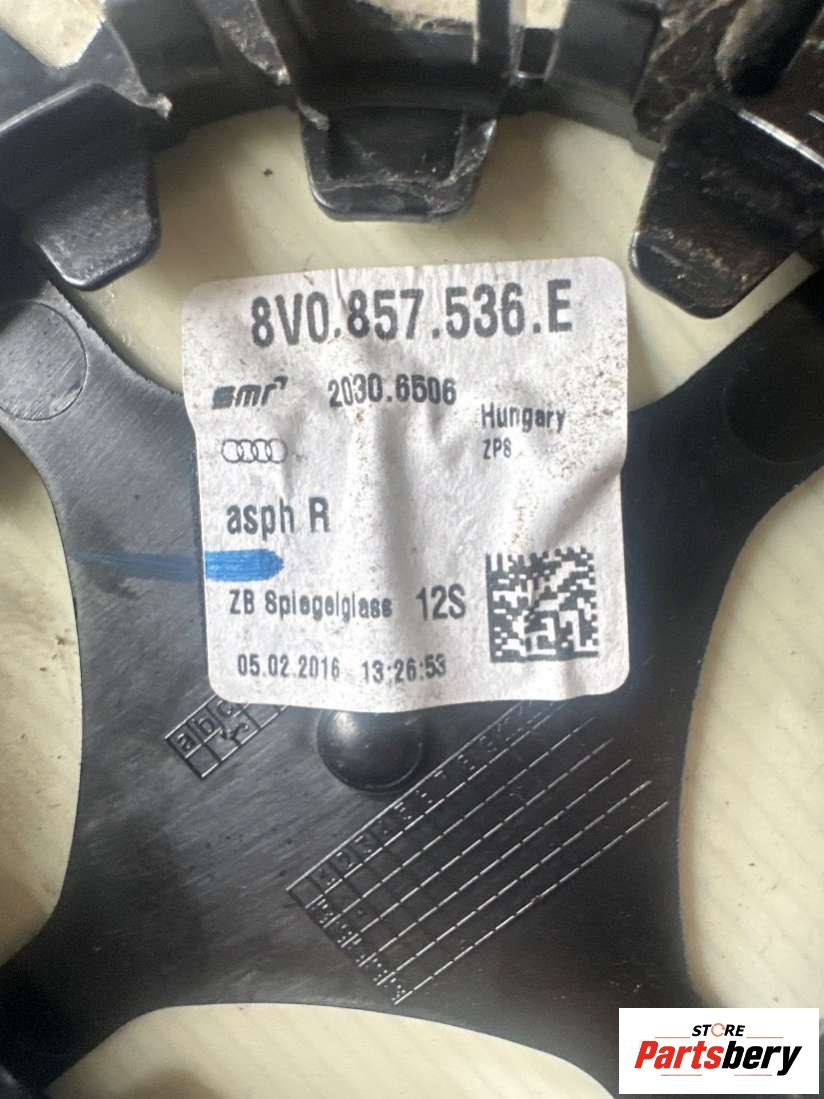 8V0.857.536.E
smr 2030.6506
Hungary
ZP8
asph R
ZB Spiegelglass 12S
05.02.2016 13:26:53
a b c
STORE
Partsbery